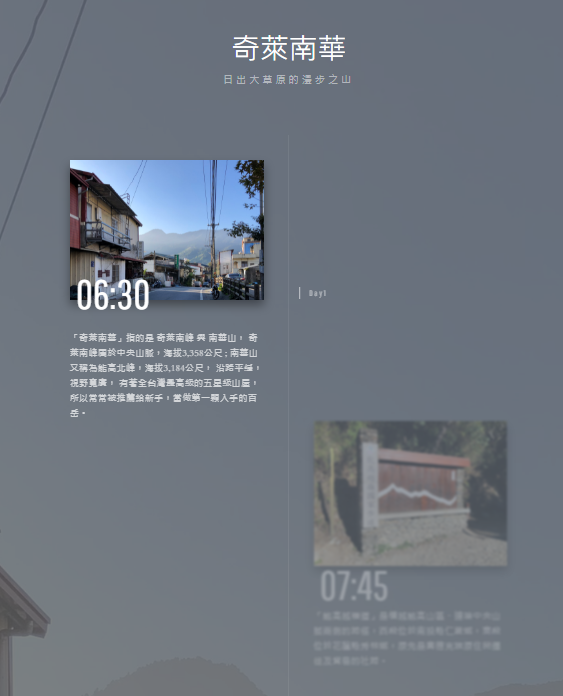 奇萊南華
日出大草原的漫步之山
06:30
「奇萊南華」指的是 奇萊南峰 與 南華山， 奇
萊南峰屬於中央山脈，海拔3,358公尺；南華山
又稱為能高北峰，海拔3,184公尺， 沿路平緩，
視野寬廣， 有著全台灣最高級的五星級山屋，
所以常常被推薦給新手，當做第一顆入手的百
岳。
Day1
07:45